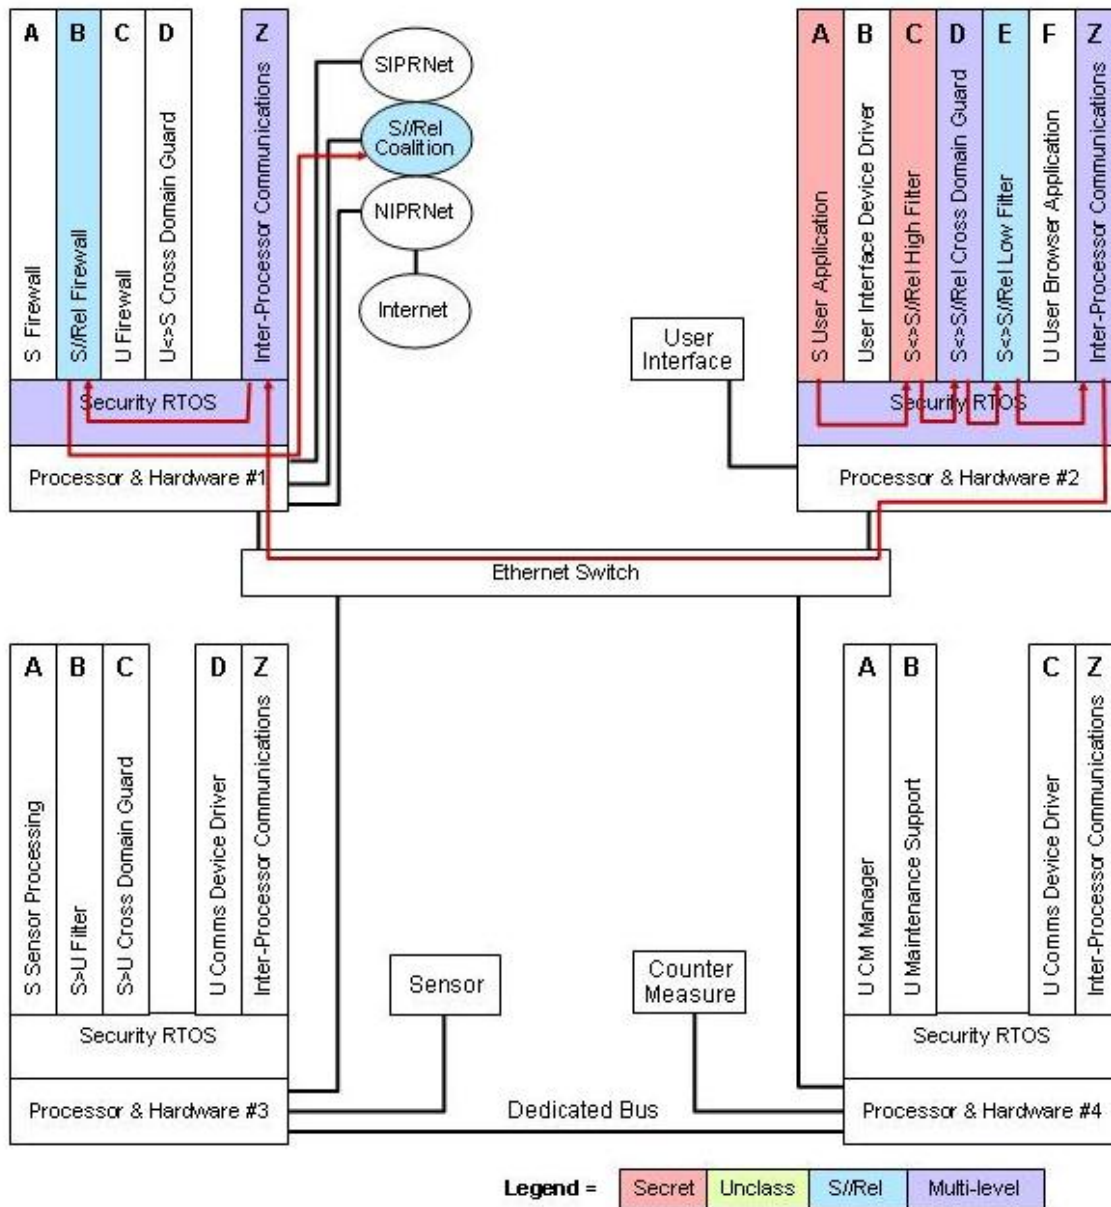 A
B
C
D
Z
S Firewall
S//Rel Firewall
U Firewall
U<>S Cross Domain Guard
Inter-Processor Communications
Security RTOS
Processor & Hardware #1
SIPRNet
S//Rel
Coalition
NIPRNet
Internet
User
Interface
A
B
C
D
E
F
Z
S User Application
User Interface Device Driver
S<>S//Rel High Filter
S<>S//Rel Cross Domain Guard
S<>S//Rel Low Filter
U User Browser Application
Inter-Processor Communications
Security RTOS
Processor & Hardware #2
Ethernet Switch
A
B
C
D
Z
S Sensor Processing
S>U Filter
S>U Cross Domain Guard
U Comms Device Driver
Inter-Processor Communications
Security RTOS
Processor & Hardware #3
Sensor
Counter
Measure
Dedicated Bus
A
B
C
Z
U CM Manager
U Maintenance Support
U Comms Device Driver
Inter-Processor Communications
Security RTOS
Processor & Hardware #4
Legend = Secret Unclass S//Rel Multi-level